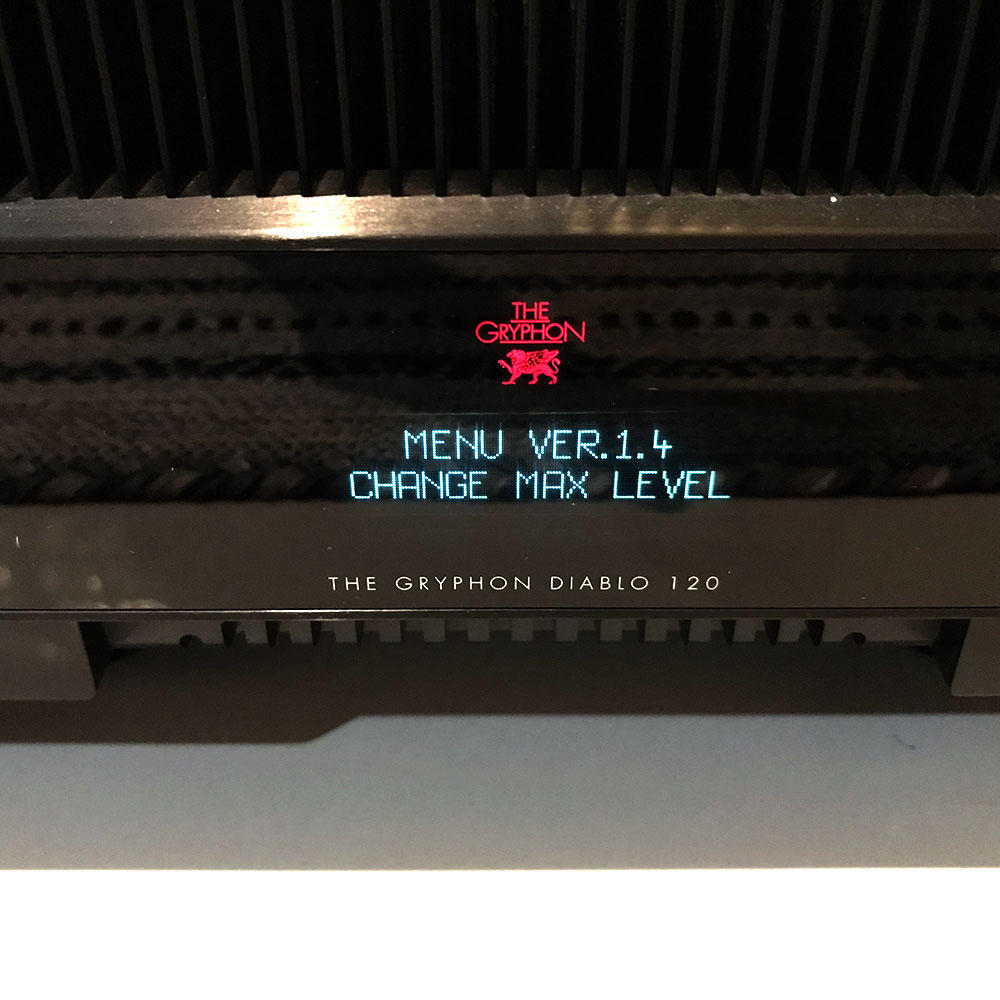 THE
GRYPHON
MENU VER.1.4
CHANGE MAX LEVEL
THE GRYPHON DIABLO 120